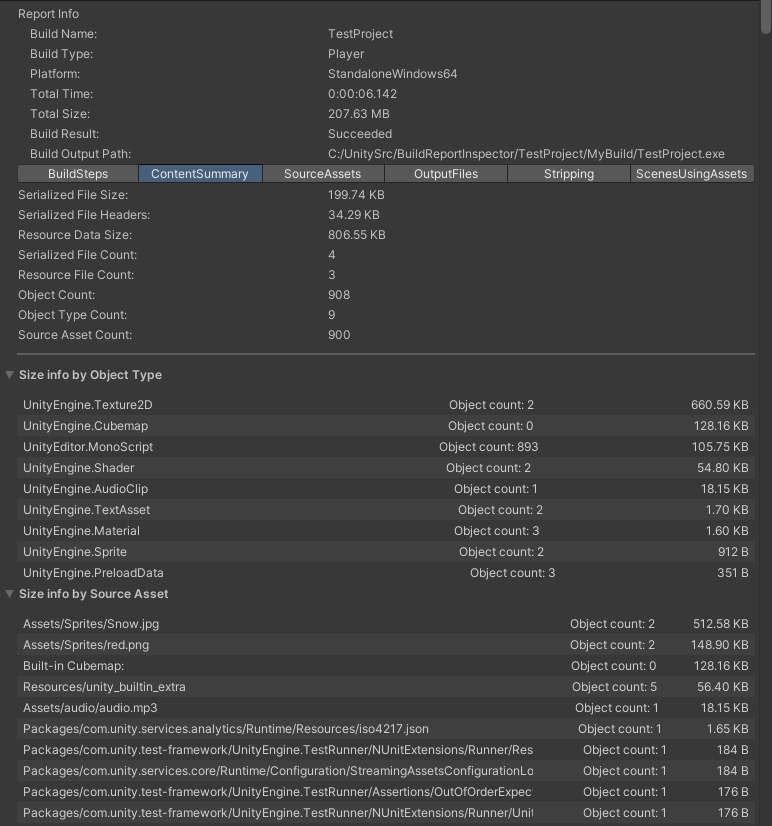 Report Info
Build Name: TestProject
Build Type: Player
Platform: StandaloneWindows64
Total Time: 0:00:06.142
Total Size: 207.63 MB
Build Result: Succeeded
Build Output Path: C:/UnitySrc/BuildReportInspector/TestProject/MyBuild/TestProject.exe
BuildSteps ContentSummary SourceAssets OutputFiles Stripping ScenesUsingAssets
Serialized File Size: 199.74 KB
Serialized File Headers: 34.29 KB
Resource Data Size: 806.55 KB
Serialized File Count: 4
Resource File Count: 3
Object Count: 908
Object Type Count: 9
Source Asset Count: 900
Size info by Object Type
UnityEngine.Texture2D Object count: 2 660.59 KB
UnityEngine.Cubemap Object count: 0 128.16 KB
UnityEditor.MonoScript Object count: 893 105.75 KB
UnityEngine.Shader Object count: 2 54.80 KB
UnityEngine.AudioClip Object count: 1 18.15 KB
UnityEngine.TextAsset Object count: 2 1.70 KB
UnityEngine.Material Object count: 3 1.60 KB
UnityEngine.Sprite Object count: 2 912 B
UnityEngine.PreloadData Object count: 3 351 B
Size info by Source Asset
Assets/Sprites/Snow.jpg Object count: 2 512.58 KB
Assets/Sprites/red.png Object count: 2 148.90 KB
Built-in Cubemap: Object count: 0 128.16 KB
Resources/unity_builtin_extra Object count: 5 56.40 KB
Assets/audio/audio.mp3 Object count: 1 18.15 KB
Packages/com.unity.services.analytics/Runtime/Resources/iso4217.json Object count: 1 1.65 KB
Packages/com.unity.test-framework/UnityEngine.TestRunner/NUnitExtensions/Runner/Res Object count: 1 184 B
Packages/com.unity.services.core/Runtime/Configuration/StreamingAssetsConfigurationLo Object count: 1 184 B
Packages/com.unity.test-framework/UnityEngine.TestRunner/Assertions/OutOfOrderExpec Object count: 1 176 B
Packages/com.unity.test-framework/UnityEngine.TestRunner/NUnitExtensions/Runner/Unit Object count: 1 176 B